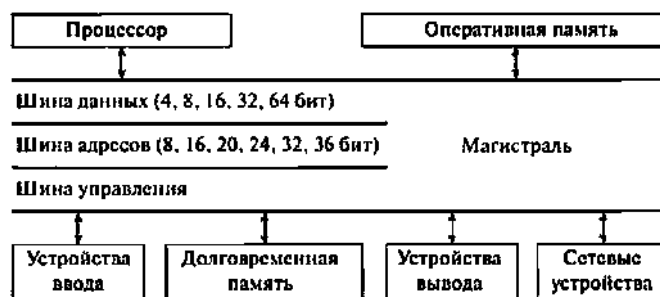 Процессор
Оперативная память
Шина данных (4, 8, 16, 32, 64 бит)
Шина адресов (8, 16, 20, 24, 32, 36 бит)
Магистраль
Шина управления
Устройства ввода
Долговременная память
Устройства вывода
Сетевые устройства